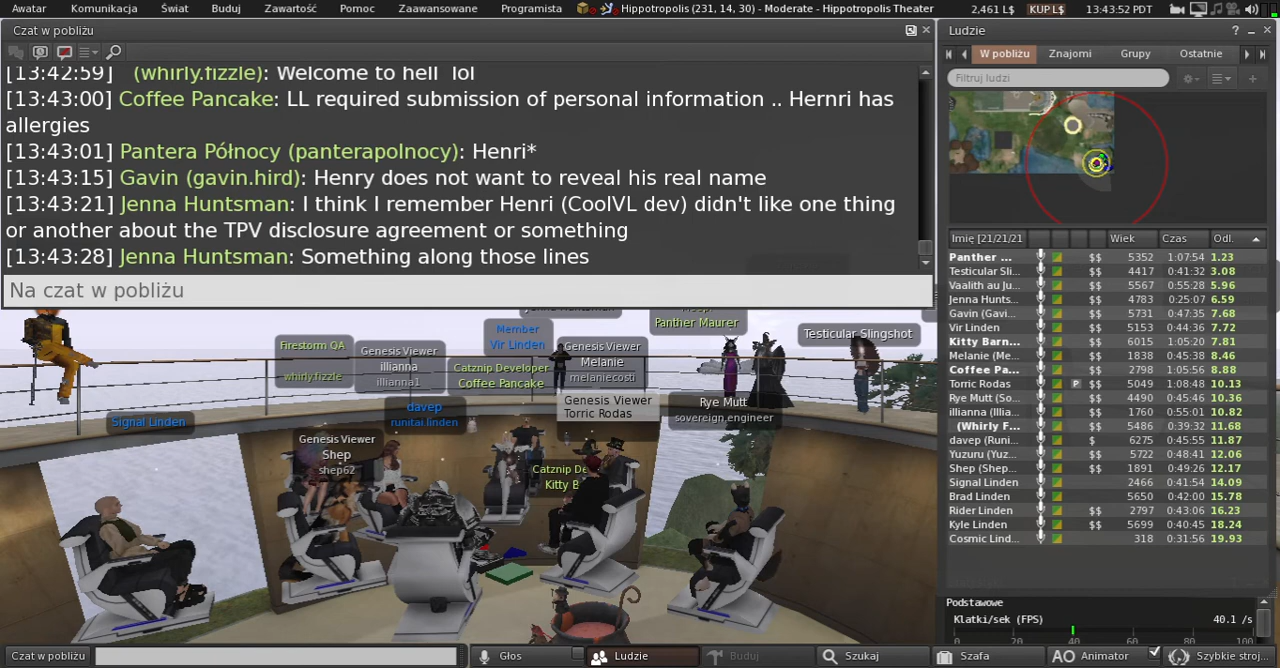 Awatar Komunikacja Świat Buduj Zawartość Pomoc Zaawansowane Programista Hippotropolis (231, 14, 30) - Moderate - Hippotropolis Theater 2,461 L$ KUP L$ 13:43:52 PDT
Czat w pobliżu
[13:42:59] (whirly.fizzle): Welcome to hell lol
[13:43:00] Coffee Pancake: LL required submission of personal information .. Hernri has
allergies
[13:43:01] Pantera Północy (panterapolnocy): Henri*
[13:43:15] Gavin (gavin.hird): Henry does not want to reveal his real name
[13:43:21] Jenna Huntsman: I think I remember Henri (CoolVL dev) didn't like one thing
or another about the TPV disclosure agreement or something
[13:43:28] Jenna Huntsman: Something along those lines
Na czat w pobliżu
Panther Maurer
Testicular Slingshot
Member
Vir Linden
Firestorm QA
whirly.fizzle
Genesis Viewer
illianna
illianna1
Catznip Developer
Coffee Pancake
Genesis Viewer
Melanie
melaniecosti
Genesis Viewer
Torric Rodas
Rye Mutt
sovereign.engineer
Signal Linden
davep
runitai.linden
Genesis Viewer
Shep
shep62
Catznip De
Kitty B
Ludzie
W pobliżu Znajomi Grupy Ostatnie
Filtruj ludzi
Imię [21/21/21 Wiek Czas Odl.
Panther ... $$ 5352 1:07:54 1.23
Testicular Sli... $$ 4417 0:41:32 3.08
Vaalith au Ju... $$ 5567 0:55:28 5.96
Jenna Hunts... $$ 4783 0:25:07 6.59
Gavin (Gavi... $$ 5731 0:47:35 7.68
Vir Linden $$ 5153 0:44:36 7.72
Kitty Barn... $$ 6015 1:05:20 7.81
Melanie (Me... $$ 1838 0:45:38 8.46
Coffee Pa... $$ 2798 1:05:56 8.88
Torric Rodas P $$ 5049 1:08:48 10.13
Rye Mutt (So... $$ 4490 0:45:46 10.36
illianna (Illia... $$ 1760 0:55:01 10.82
(Whirly F... $$ 5486 0:39:32 11.68
davep (Runi... $ 6275 0:45:55 11.87
Yuzuru (Yuz... $$ 5722 0:48:41 12.06
Shep (Shep... $$ 1891 0:49:26 12.17
Signal Linden 2466 0:41:54 14.09
Brad Linden 5650 0:42:00 15.78
Rider Linden $$ 2797 0:43:06 16.23
Kyle Linden $$ 5699 0:40:45 18.24
Cosmic Lind... 318 0:31:56 19.93
Podstawowe
Klatki/sek (FPS) 40.1 /s
0 20 40 60 80 100
Czat w pobliżu Głos Ludzie Buduj Szukaj Szafa AO Animator Szybkie stroj...